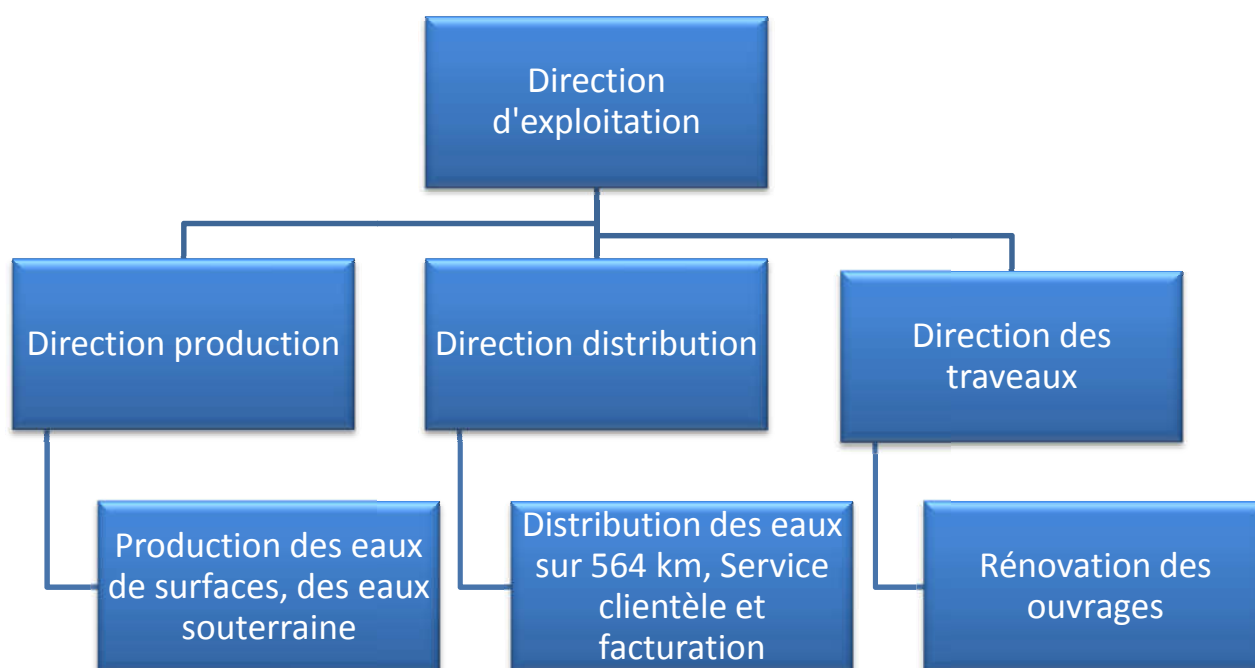 Direction
d'exploitation
Direction production
Direction distribution
Direction des
traveaux
Production des eaux
de surfaces, des eaux
souterraine
Distribution des eaux
sur 564 km, Service
clientèle et
facturation
Rénovation des
ouvrages